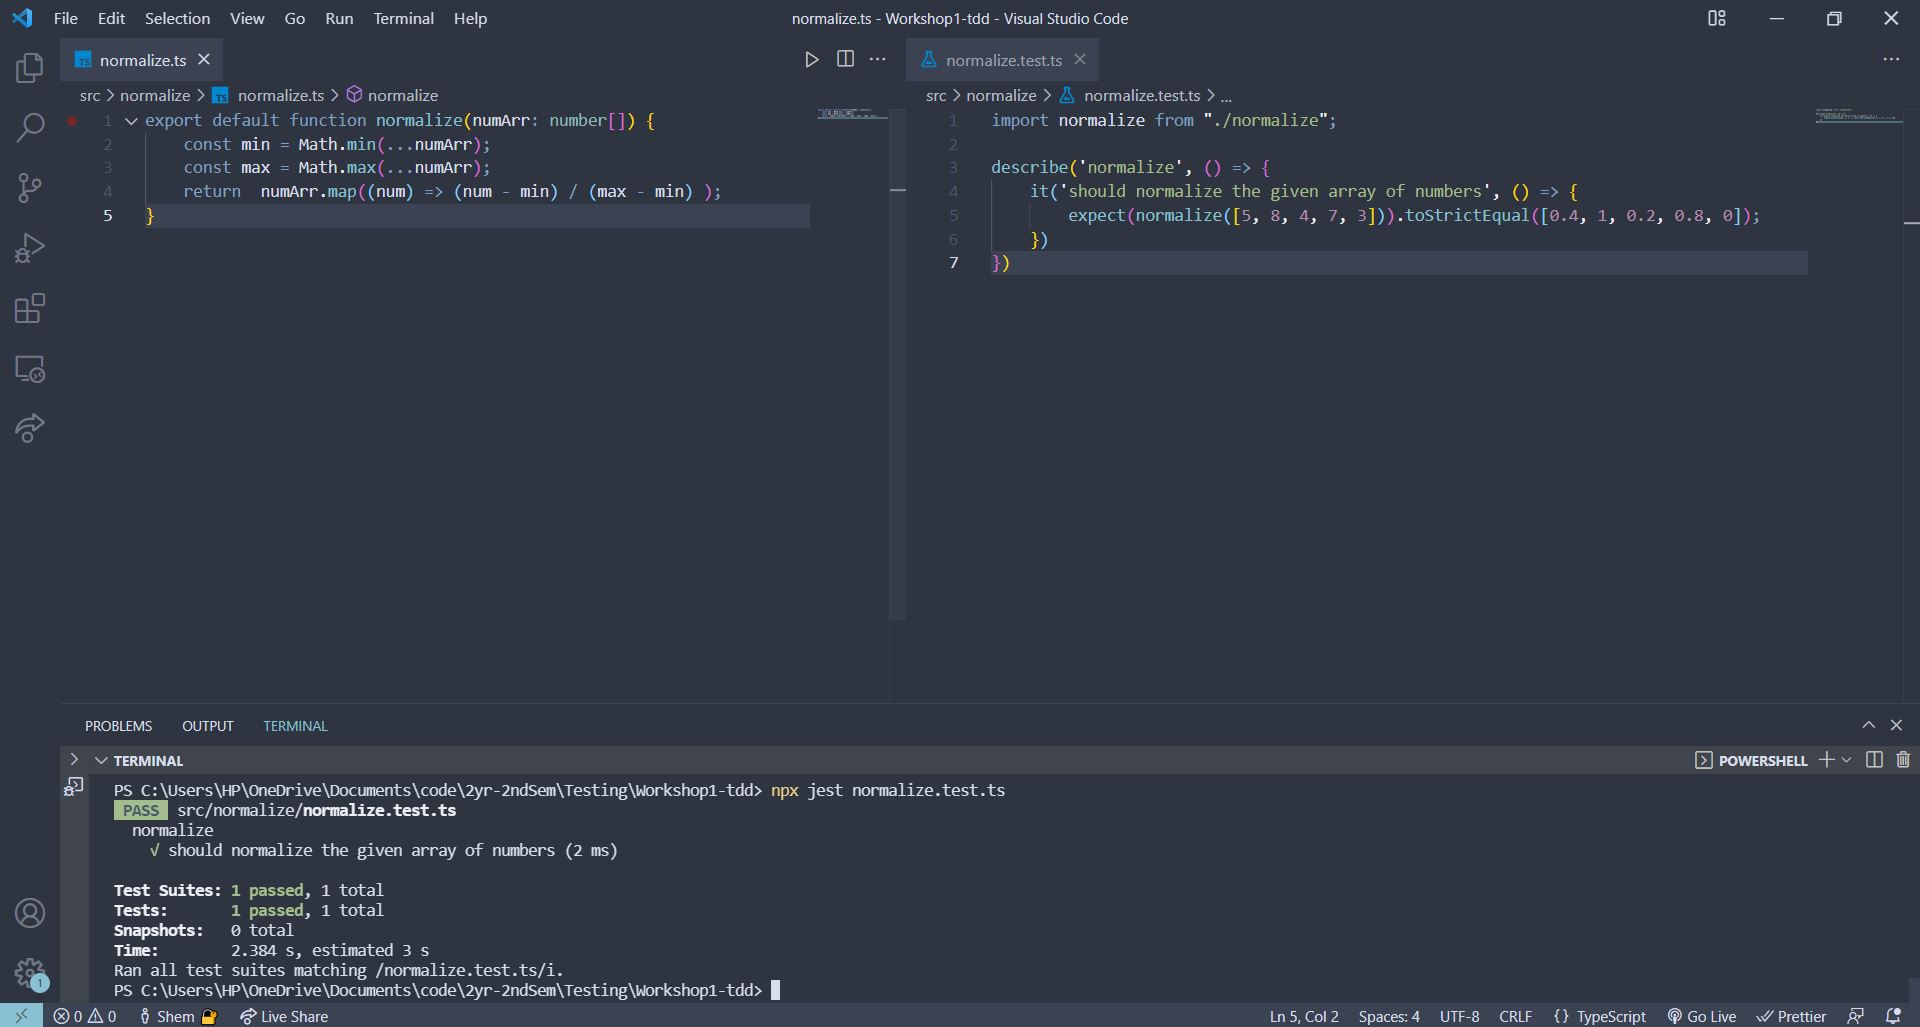 File Edit Selection View Go Run Terminal Help
normalize.ts - Workshop1-tdd - Visual Studio Code
TS normalize.ts
src > normalize > TS normalize.ts > normalize
1 export default function normalize(numArr: number[]) {
2 const min = Math.min(...numArr);
3 const max = Math.max(...numArr);
4 return  numArr.map((num) => (num - min) / (max - min) );
5 }
normalize.test.ts
src > normalize > normalize.test.ts > ...
1 import normalize from "./normalize";
2
3 describe('normalize', () => {
4 it('should normalize the given array of numbers', () => {
5 expect(normalize([5, 8, 4, 7, 3])).toStrictEqual([0.4, 1, 0.2, 0.8, 0]);
6 })
7 })
PROBLEMS OUTPUT TERMINAL
TERMINAL
POWERSHELL
PS C:\Users\HP\OneDrive\Documents\code\2yr-2ndSem\Testing\Workshop1-tdd> npx jest normalize.test.ts
PASS src/normalize/normalize.test.ts
normalize
√ should normalize the given array of numbers (2 ms)
Test Suites: 1 passed, 1 total
Tests: 1 passed, 1 total
Snapshots: 0 total
Time: 2.384 s, estimated 3 s
Ran all test suites matching /normalize.test.ts/i.
PS C:\Users\HP\OneDrive\Documents\code\2yr-2ndSem\Testing\Workshop1-tdd>
1
0 0 Shem Live Share
Ln 5, Col 2 Spaces: 4 UTF-8 CRLF {} TypeScript Go Live Prettier